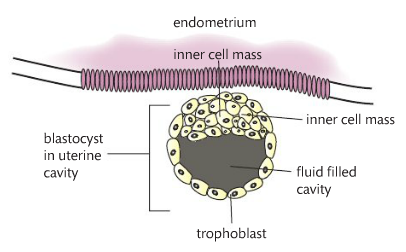 endometrium
inner cell mass
inner cell mass
blastocyst
in uterine
cavity
fluid filled
cavity
trophoblast